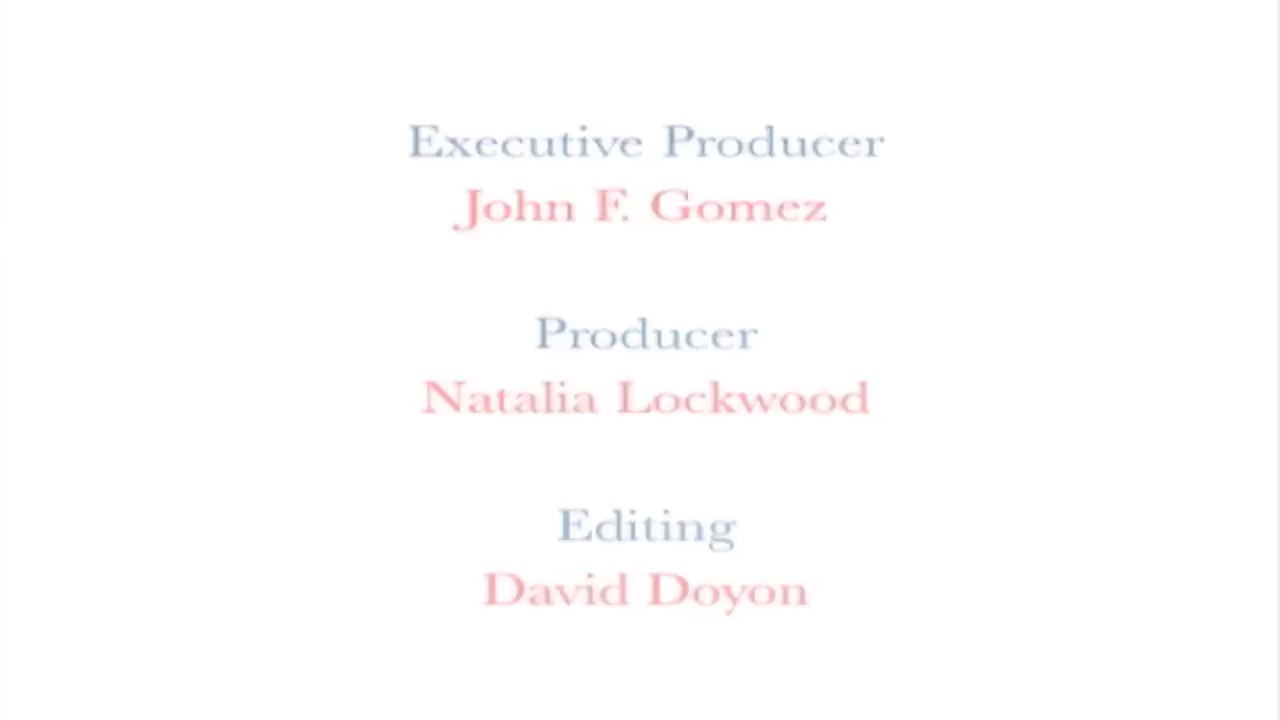 Executive Producer
John F. Gomez
Producer
Natalia Lockwood
Editing
David Doyon